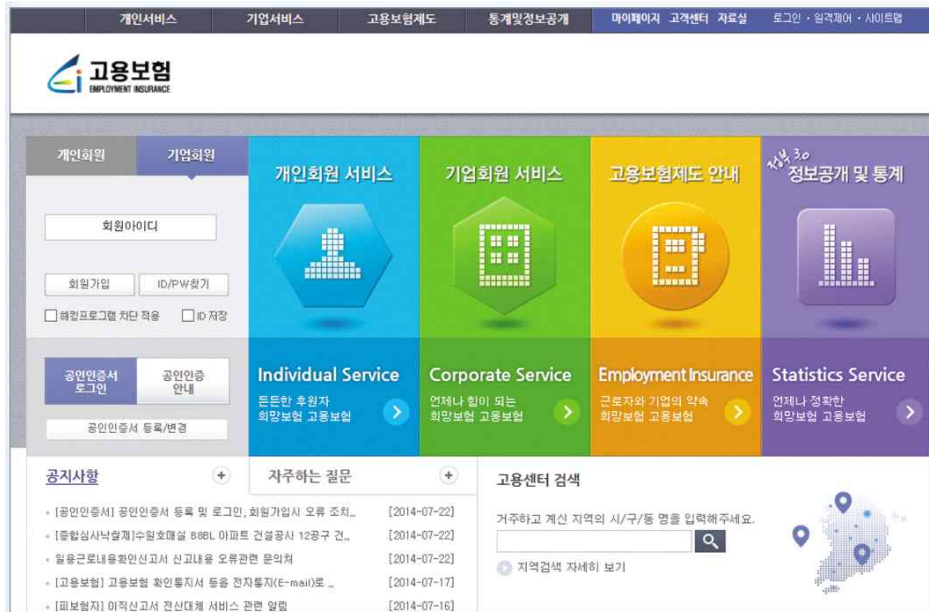 개인서비스 기업서비스 고용보험제도 통계및정보공개 마이페이지 고객센터 자료실 로그인 · 원격제어 · 사이트맵
고용보험
EMPLOYMENT INSURANCE
개인회원 기업회원
회원아이디
회원가입 ID/PW찾기
해킹프로그램 차단 적용 ID 저장
공인인증서 로그인
공인인증 안내
공인인증서 등록/변경
개인회원 서비스
Individual Service
든든한 후원자
희망보험 고용보험
기업회원 서비스
Corporate Service
언제나 힘이 되는
희망보험 고용보험
고용보험제도 안내
Employment Insurance
근로자와 기업의 약속
희망보험 고용보험
정부 3.0
정보공개 및 통계
Statistics Service
언제나 정확한
희망보험 고용보험
공지사항 + 자주하는 질문 +
[공인인증서] 공인인증서 등록 및 로그인, 회원가입시 오류 조치... [2014-07-22]
[종합심사낙찰제]수원호매실 B8BL 아파트 건설공사 12공구 건... [2014-07-22]
일용근로내용확인신고서 신고내용 오류관련 문의처 [2014-07-22]
[고용보험] 고용보험 확인통지서 등을 전자통지(E-mail)로 ... [2014-07-17]
[피보험자] 이직신고서 전산대체 서비스 관련 알림 [2014-07-16]
고용센터 검색
거주하고 계신 지역의 시/구/동 명을 입력해주세요.
지역검색 자세히 보기